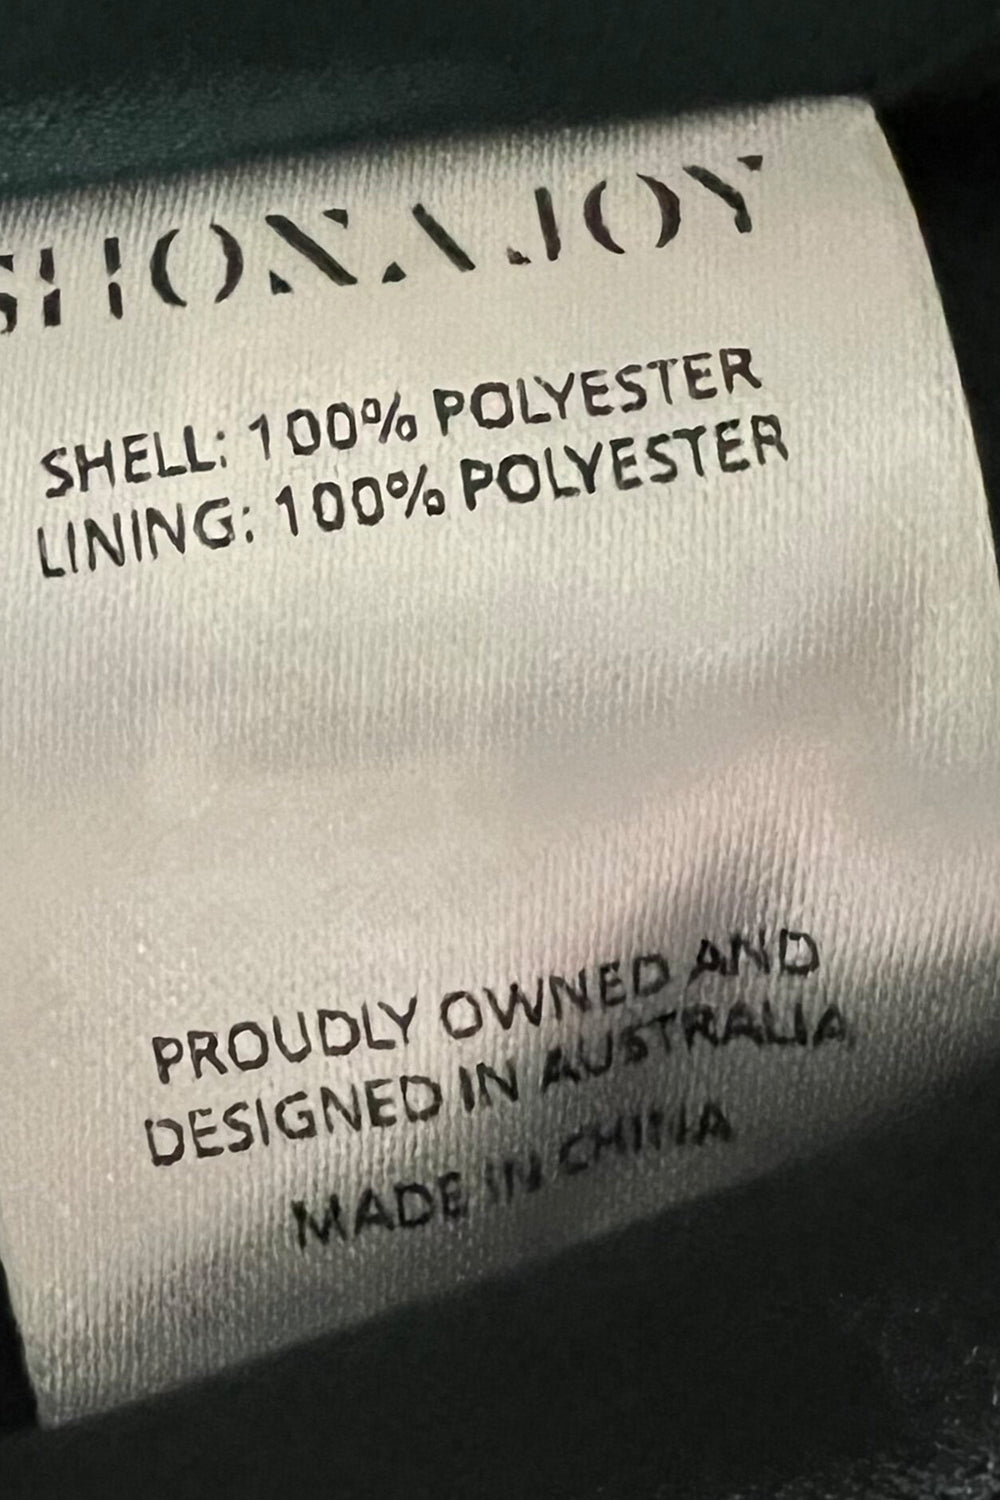 SHONA JOY
SHELL: 100% POLYESTER
LINING: 100% POLYESTER
PROUDLY OWNED AND
DESIGNED IN AUSTRALIA
MADE IN CHINA